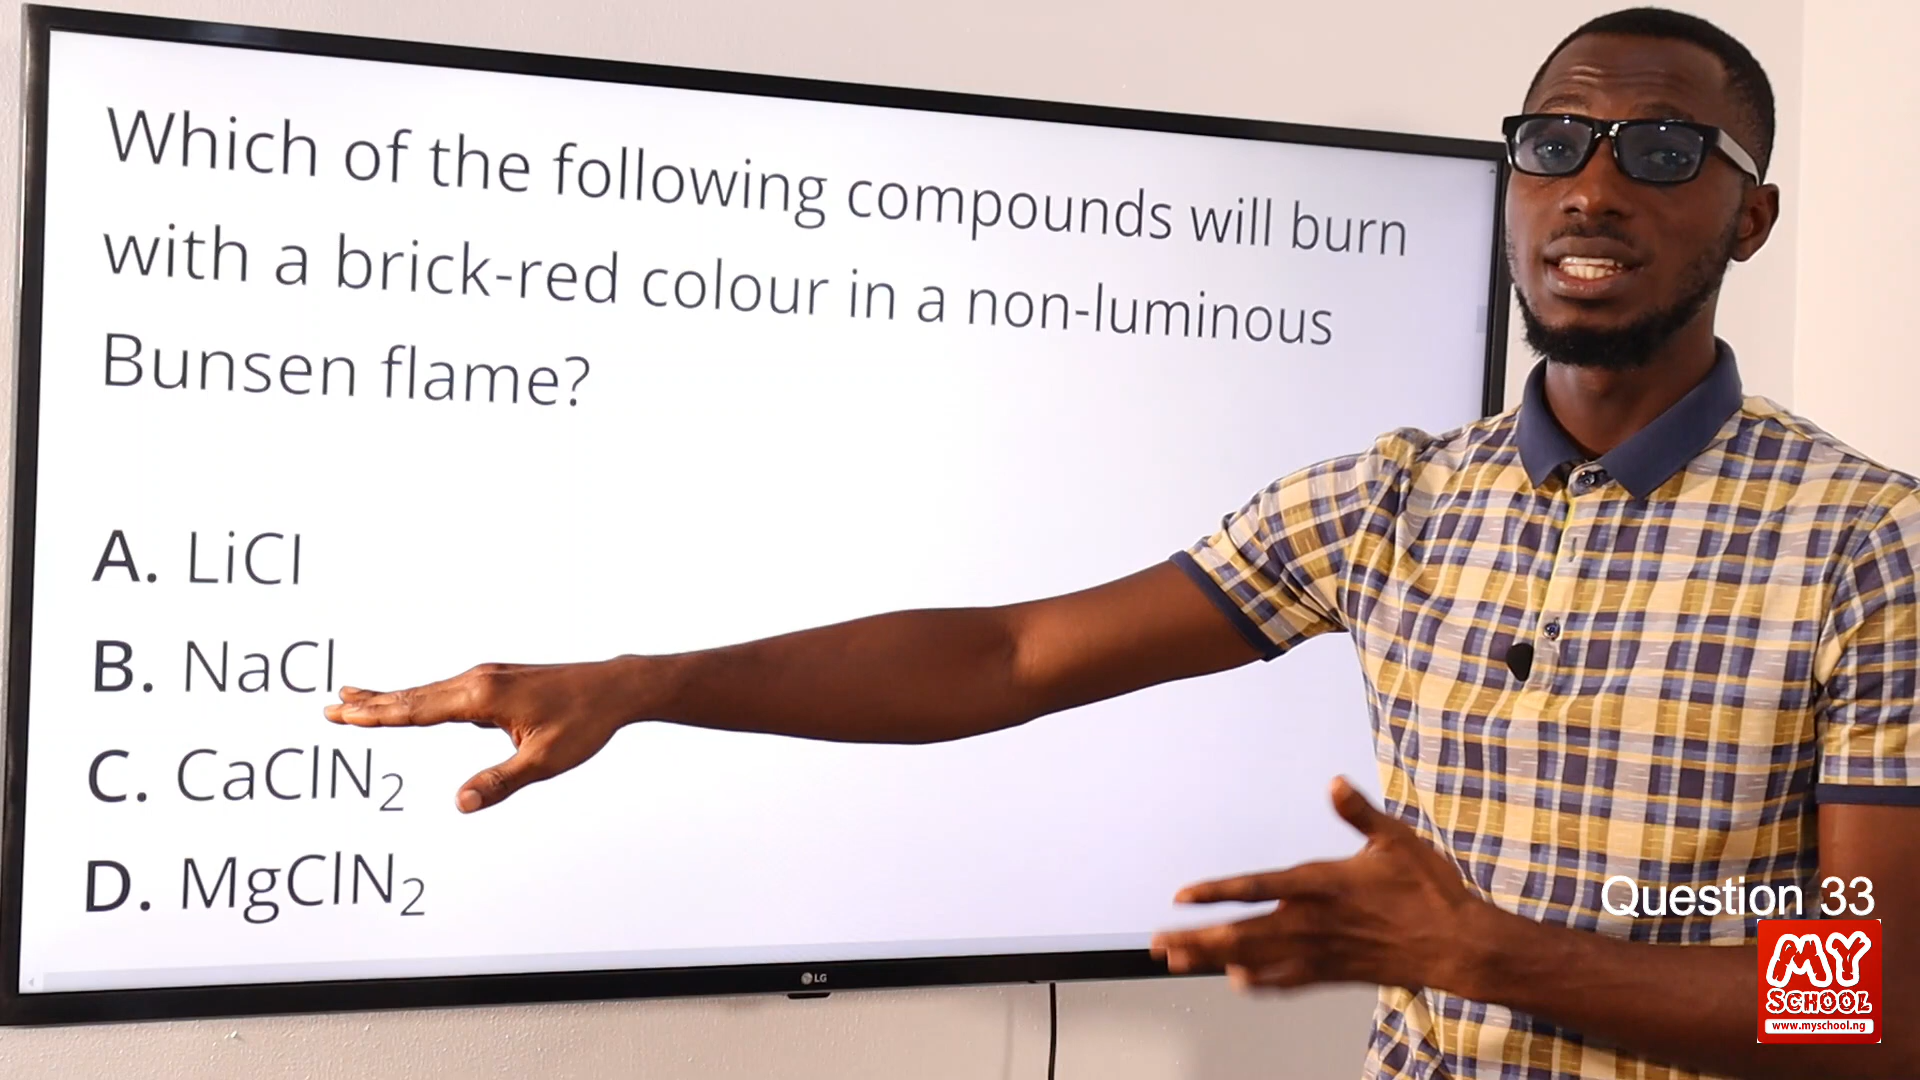 Which of the following compounds will burn
with a brick-red colour in a non-luminous
Bunsen flame?
A. LiCl
B. NaCl
C. CaClN₂
D. MgClN₂
LG
Question 33
MY
SCHOOL
www.myschool.ng